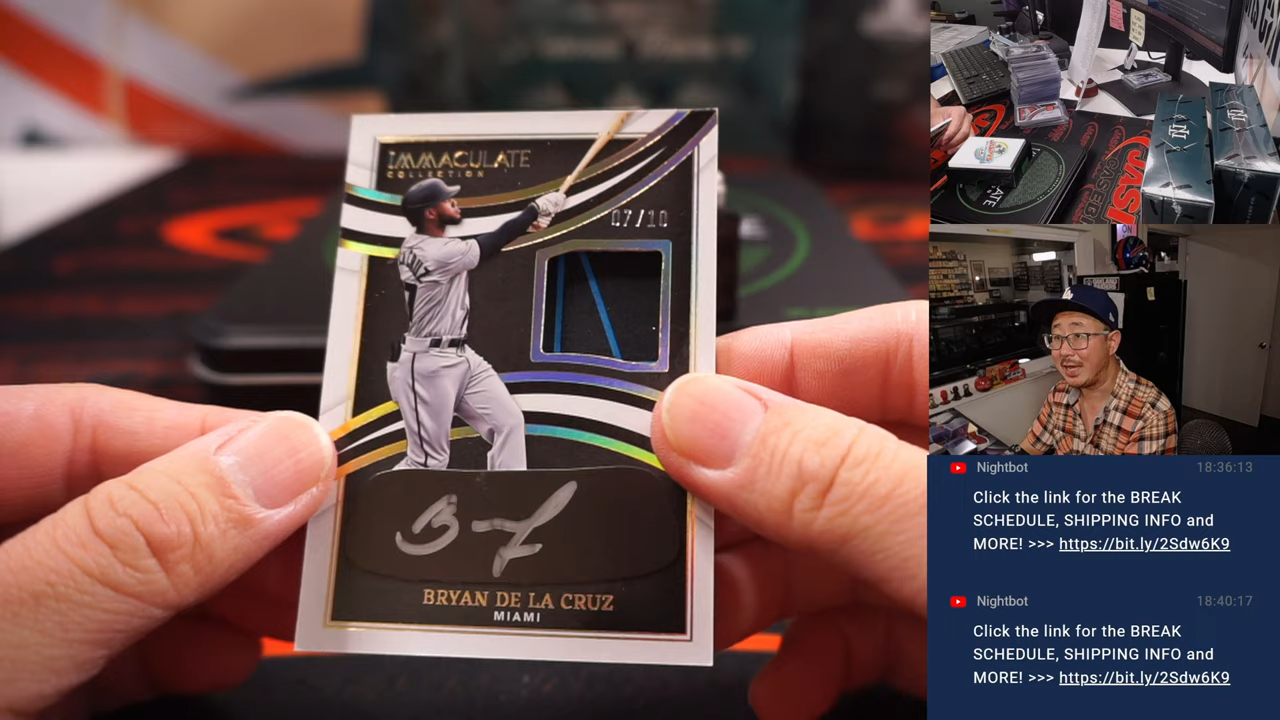 IMMACULATE
COLLECTION
07/10
BRYAN DE LA CRUZ
MIAMI
Nightbot 18:36:13
Click the link for the BREAK
SCHEDULE, SHIPPING INFO and
MORE! >>> https://bit.ly/2Sdw6K9
Nightbot 18:40:17
Click the link for the BREAK
SCHEDULE, SHIPPING INFO and
MORE! >>> https://bit.ly/2Sdw6K9